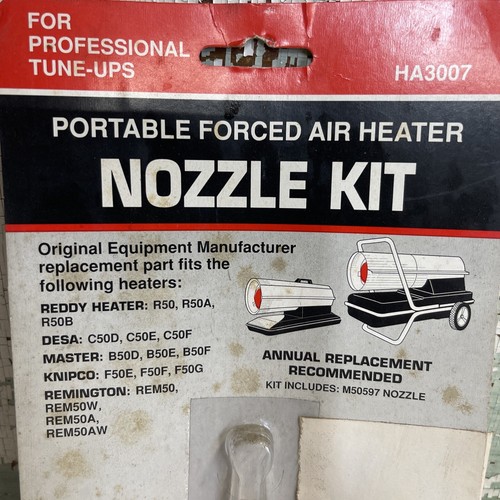 FOR
PROFESSIONAL
TUNE-UPS
HA3007
PORTABLE FORCED AIR HEATER
NOZZLE KIT
Original Equipment Manufacturer
replacement part fits the
following heaters:
REDDY HEATER: R50, R50A,
R50B
DESA: C50D, C50E, C50F
MASTER: B50D, B50E, B50F
KNIPCO: F50E, F50F, F50G
REMINGTON: REM50,
REM50W,
REM50A,
REM50AW
ANNUAL REPLACEMENT
RECOMMENDED
KIT INCLUDES: M50597 NOZZLE